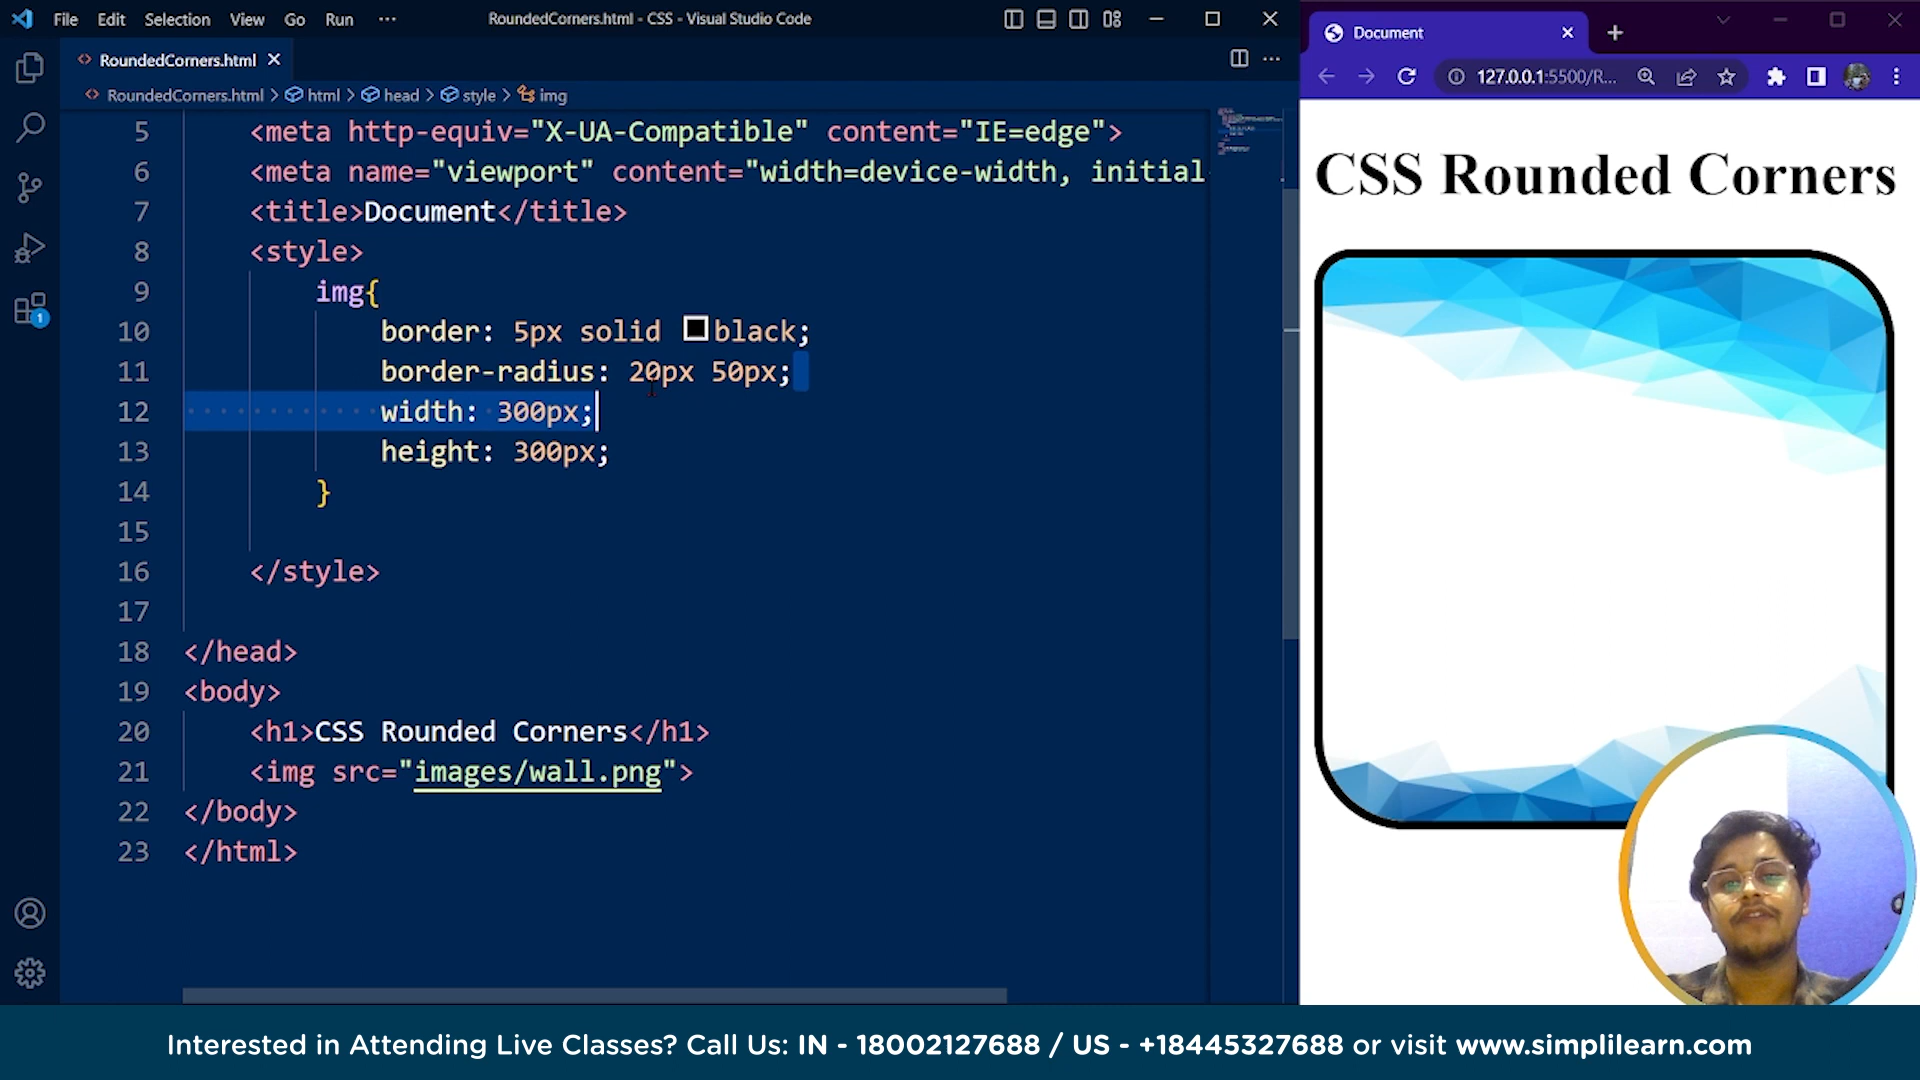 File Edit Selection View Go Run ··· RoundedCorners.html - CSS - Visual Studio Code
RoundedCorners.html
RoundedCorners.html > html > head > style > img
5 <meta http-equiv="X-UA-Compatible" content="IE=edge">
6 <meta name="viewport" content="width=device-width, initial
7 <title>Document</title>
8 <style>
9 img{
10 border: 5px solid black;
11 border-radius: 20px 50px;
12 width: 300px;
13 height: 300px;
14 }
15
16 </style>
17
18 </head>
19 <body>
20 <h1>CSS Rounded Corners</h1>
21 <img src="images/wall.png">
22 </body>
23 </html>
1
Document
127.0.0.1:5500/R...
CSS Rounded Corners
Interested in Attending Live Classes? Call Us: IN - 18002127688 / US - +18445327688 or visit www.simplilearn.com